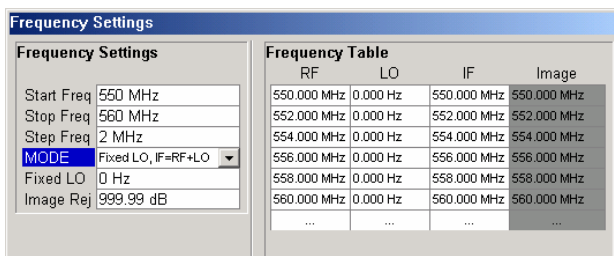 Frequency Settings
Frequency Settings
Start Freq 550 MHz
Stop Freq 560 MHz
Step Freq 2 MHz
MODE Fixed LO, IF=RF+LO
Fixed LO 0 Hz
Image Rej 999.99 dB
Frequency Table
RF LO IF Image
550.000 MHz 0.000 Hz 550.000 MHz 550.000 MHz
552.000 MHz 0.000 Hz 552.000 MHz 552.000 MHz
554.000 MHz 0.000 Hz 554.000 MHz 554.000 MHz
556.000 MHz 0.000 Hz 556.000 MHz 556.000 MHz
558.000 MHz 0.000 Hz 558.000 MHz 558.000 MHz
560.000 MHz 0.000 Hz 560.000 MHz 560.000 MHz
... ... ... ...